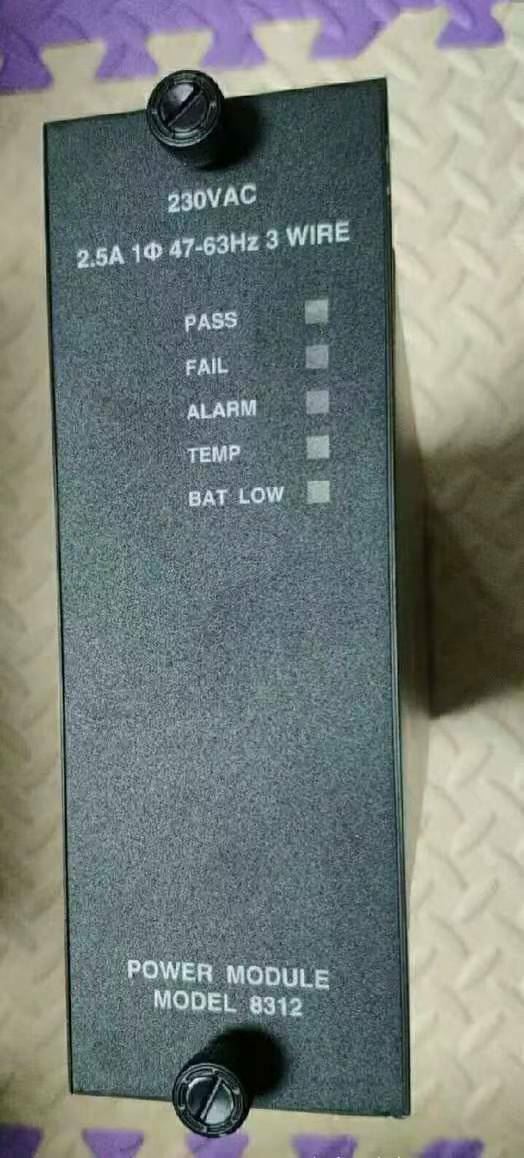 230VAC
2.5A 1Φ 47-63Hz 3 WIRE
PASS
FAIL
ALARM
TEMP
BAT LOW
POWER MODULE
MODEL 8312